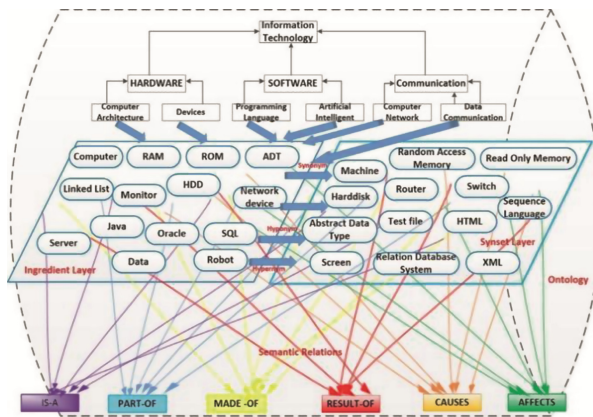 Information
Technology
HARDWARE
SOFTWARE
Communication
Computer
Architecture
Devices
Programming
Language
Artificial
Intelligent
Computer
Network
Data
Communication
Computer
RAM
ROM
ADT
Synonym
Machine
Random Access
Memory
Read Only Memory
Linked List
Monitor
HDD
Network
device
Harddisk
Router
Switch
Sequence
Language
Java
Oracle
SQL
Hyponym
Abstract Data
Type
Test file
HTML
Server
Synset Layer
Ingredient Layer
Data
Robot
Hypernym
Screen
Relation Database
System
XML
Ontology
Semantic Relations
IS-A
PART-OF
MADE -OF
RESULT-OF
CAUSES
AFFECTS